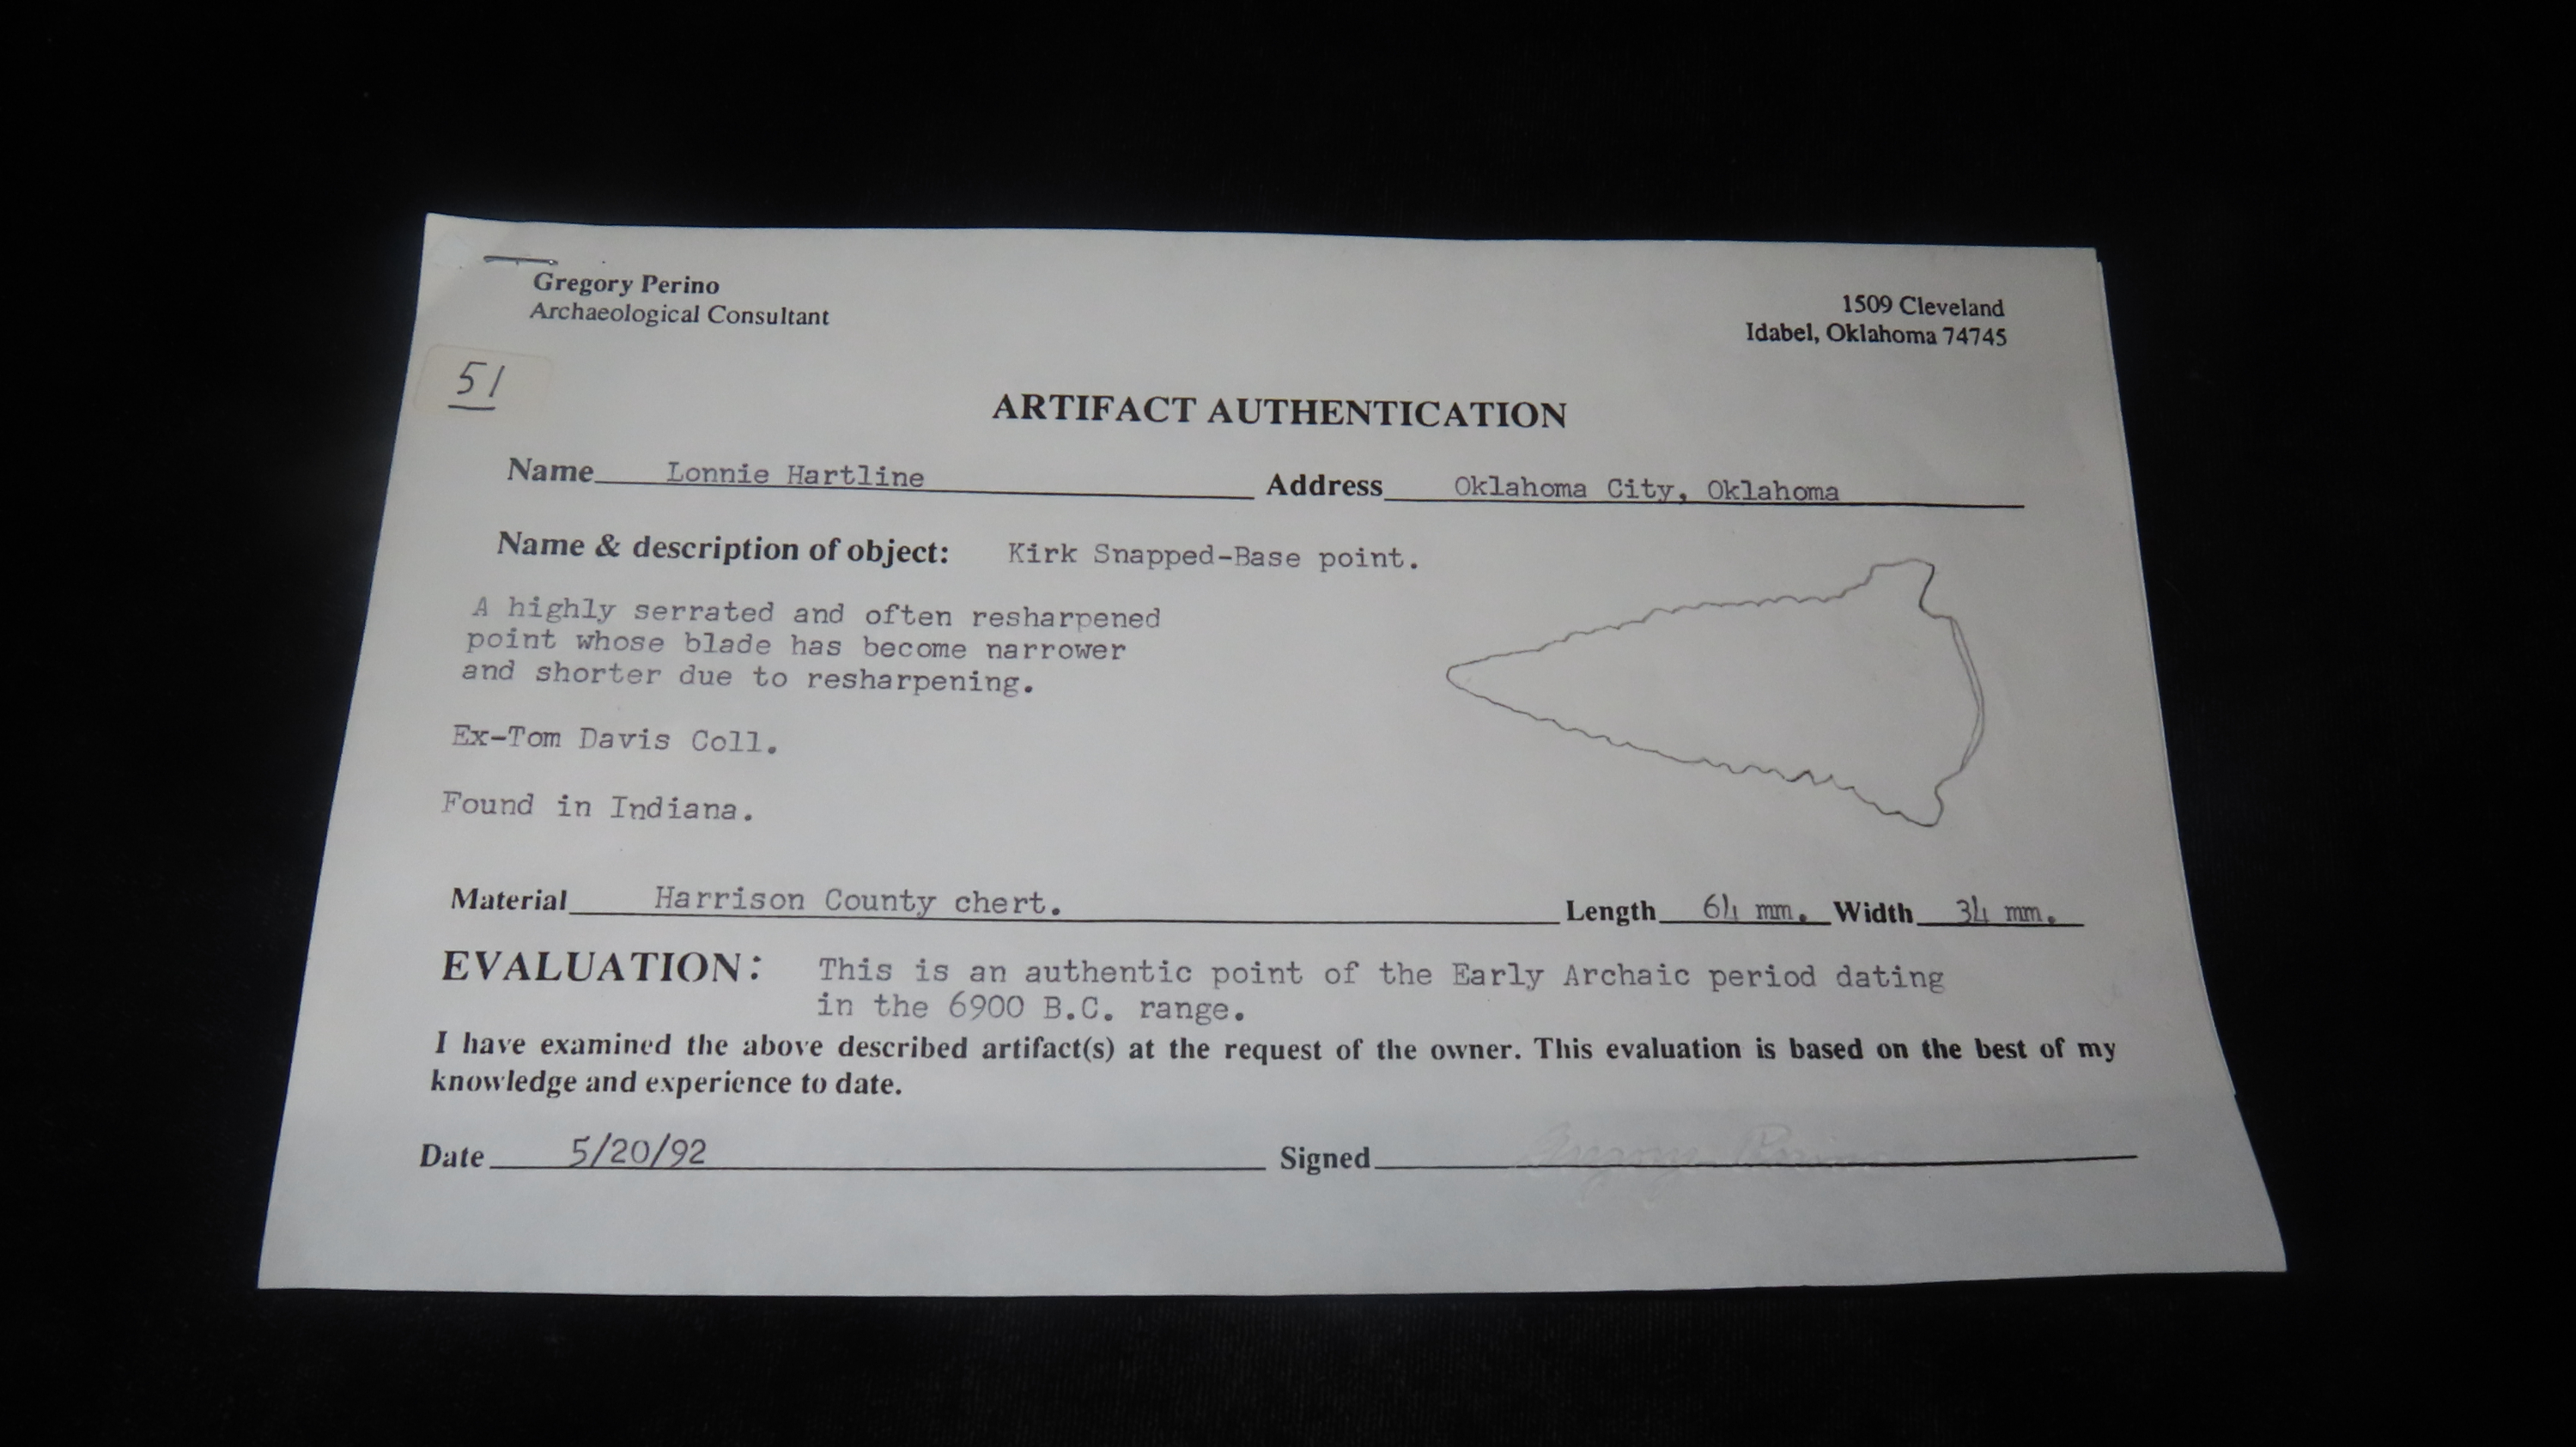 Gregory Perino
Archaeological Consultant
1509 Cleveland
Idabel, Oklahoma 74745
51
ARTIFACT AUTHENTICATION
Name Lonnie Hartline Address Oklahoma City, Oklahoma
Name & description of object: Kirk Snapped-Base point.
A highly serrated and often resharpened
point whose blade has become narrower
and shorter due to resharpening.
Ex-Tom Davis Coll.
Found in Indiana.
Material Harrison County chert. Length 64 mm. Width 34 mm.
EVALUATION: This is an authentic point of the Early Archaic period dating
in the 6900 B.C. range.
I have examined the above described artifact(s) at the request of the owner. This evaluation is based on the best of my
knowledge and experience to date.
Date 5/20/92 Signed Gregory Perino